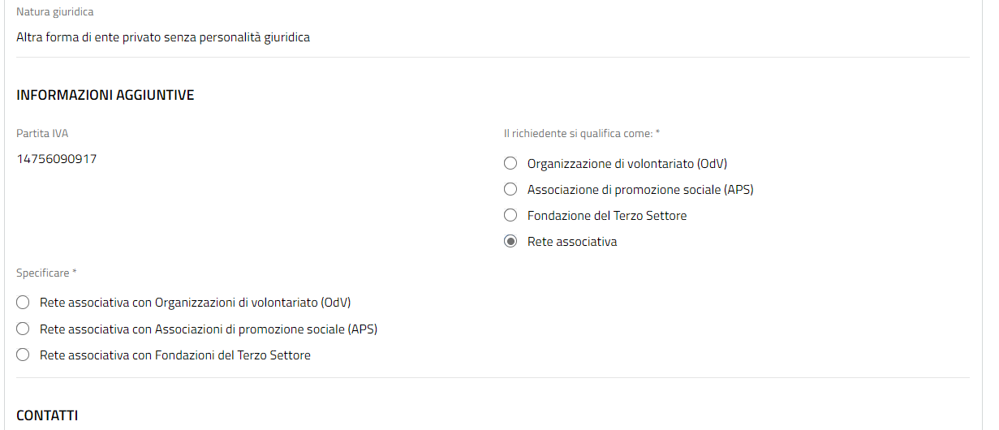 Natura giuridica
Altra forma di ente privato senza personalità giuridica
INFORMAZIONI AGGIUNTIVE
Partita IVA
14756090917
Il richiedente si qualifica come: *
Organizzazione di volontariato (OdV)
Associazione di promozione sociale (APS)
Fondazione del Terzo Settore
Rete associativa
Specificare *
Rete associativa con Organizzazioni di volontariato (OdV)
Rete associativa con Associazioni di promozione sociale (APS)
Rete associativa con Fondazioni del Terzo Settore
CONTATTI